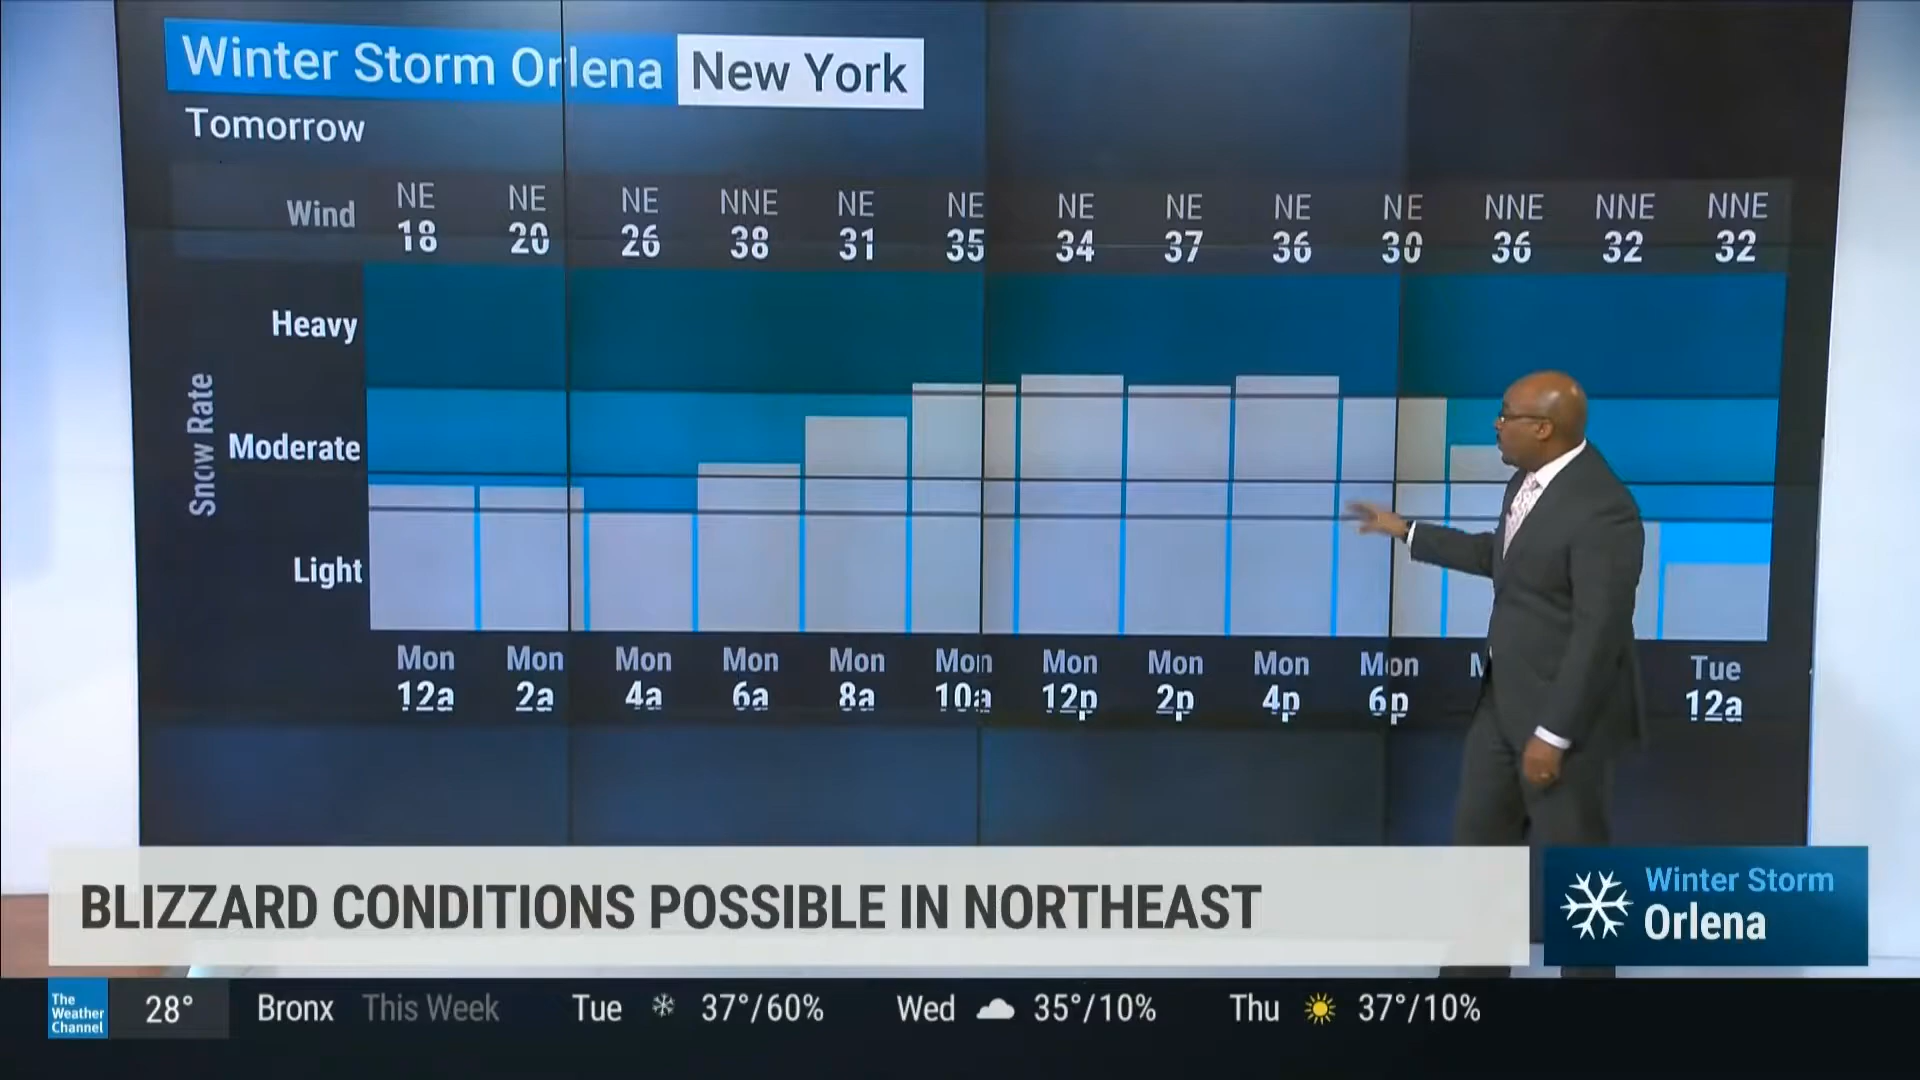 Winter Storm Orlena New York
Tomorrow
Wind NE NE NE NNE NE NE NE NE NE NE NNE NNE NNE
18 20 26 38 31 35 34 37 36 30 36 32 32
Heavy
Snow Rate
Moderate
Light
Mon Mon Mon Mon Mon Mon Mon Mon Mon Mon M Tue
12a 2a 4a 6a 8a 10a 12p 2p 4p 6p 12a
BLIZZARD CONDITIONS POSSIBLE IN NORTHEAST
Winter Storm
Orlena
The
Weather
Channel
28° Bronx This Week Tue 37°/60% Wed 35°/10% Thu 37°/10%